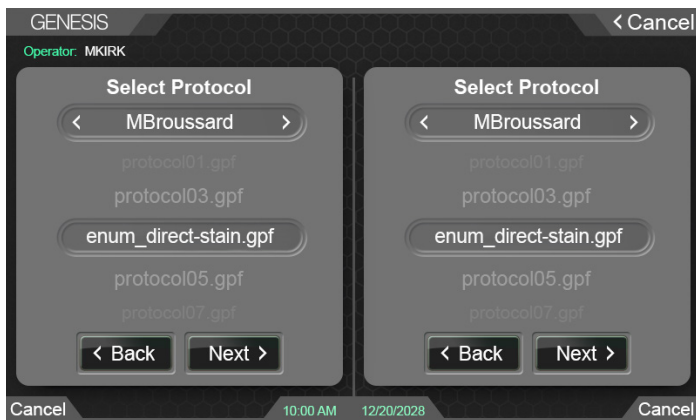 GENESIS
< Cancel
Operator: MKIRK
Select Protocol
< MBroussard >
protocol01.gpf
protocol03.gpf
enum_direct-stain.gpf
protocol05.gpf
protocol07.gpf
< Back Next >
Select Protocol
< MBroussard >
protocol01.gpf
protocol03.gpf
enum_direct-stain.gpf
protocol05.gpf
protocol07.gpf
< Back Next >
Cancel 10:00 AM 12/20/2028 Cancel